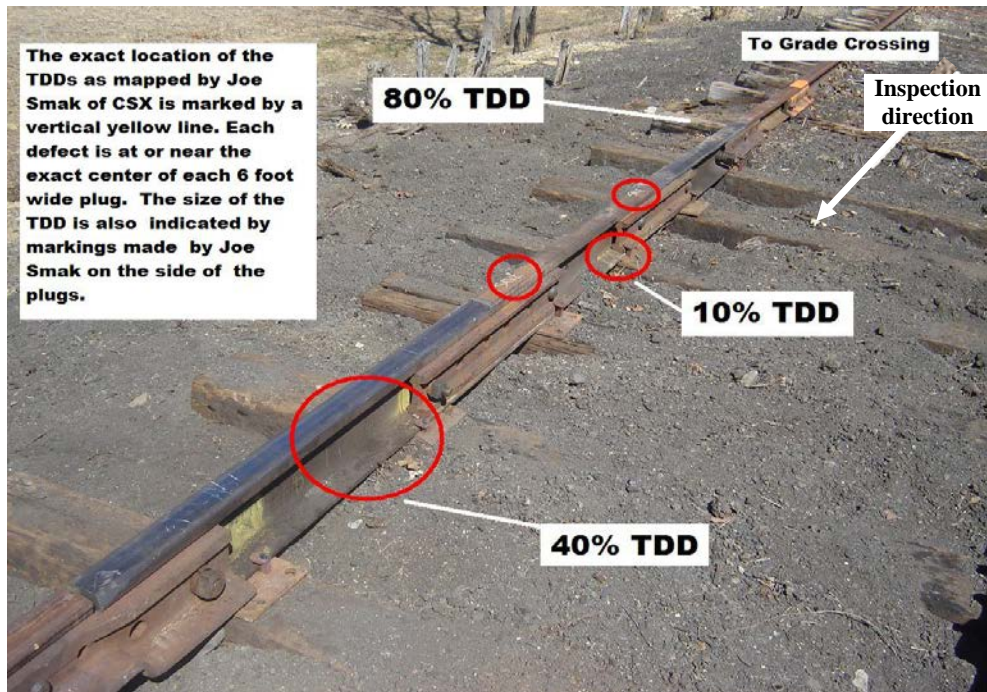 The exact location of the
TDDs as mapped by Joe
Smak of CSX is marked by a
vertical yellow line. Each
defect is at or near the
exact center of each 6 foot
wide plug. The size of the
TDD is also indicated by
markings made by Joe
Smak on the side of the
plugs.
To Grade Crossing
80% TDD
Inspection
direction
10% TDD
40% TDD